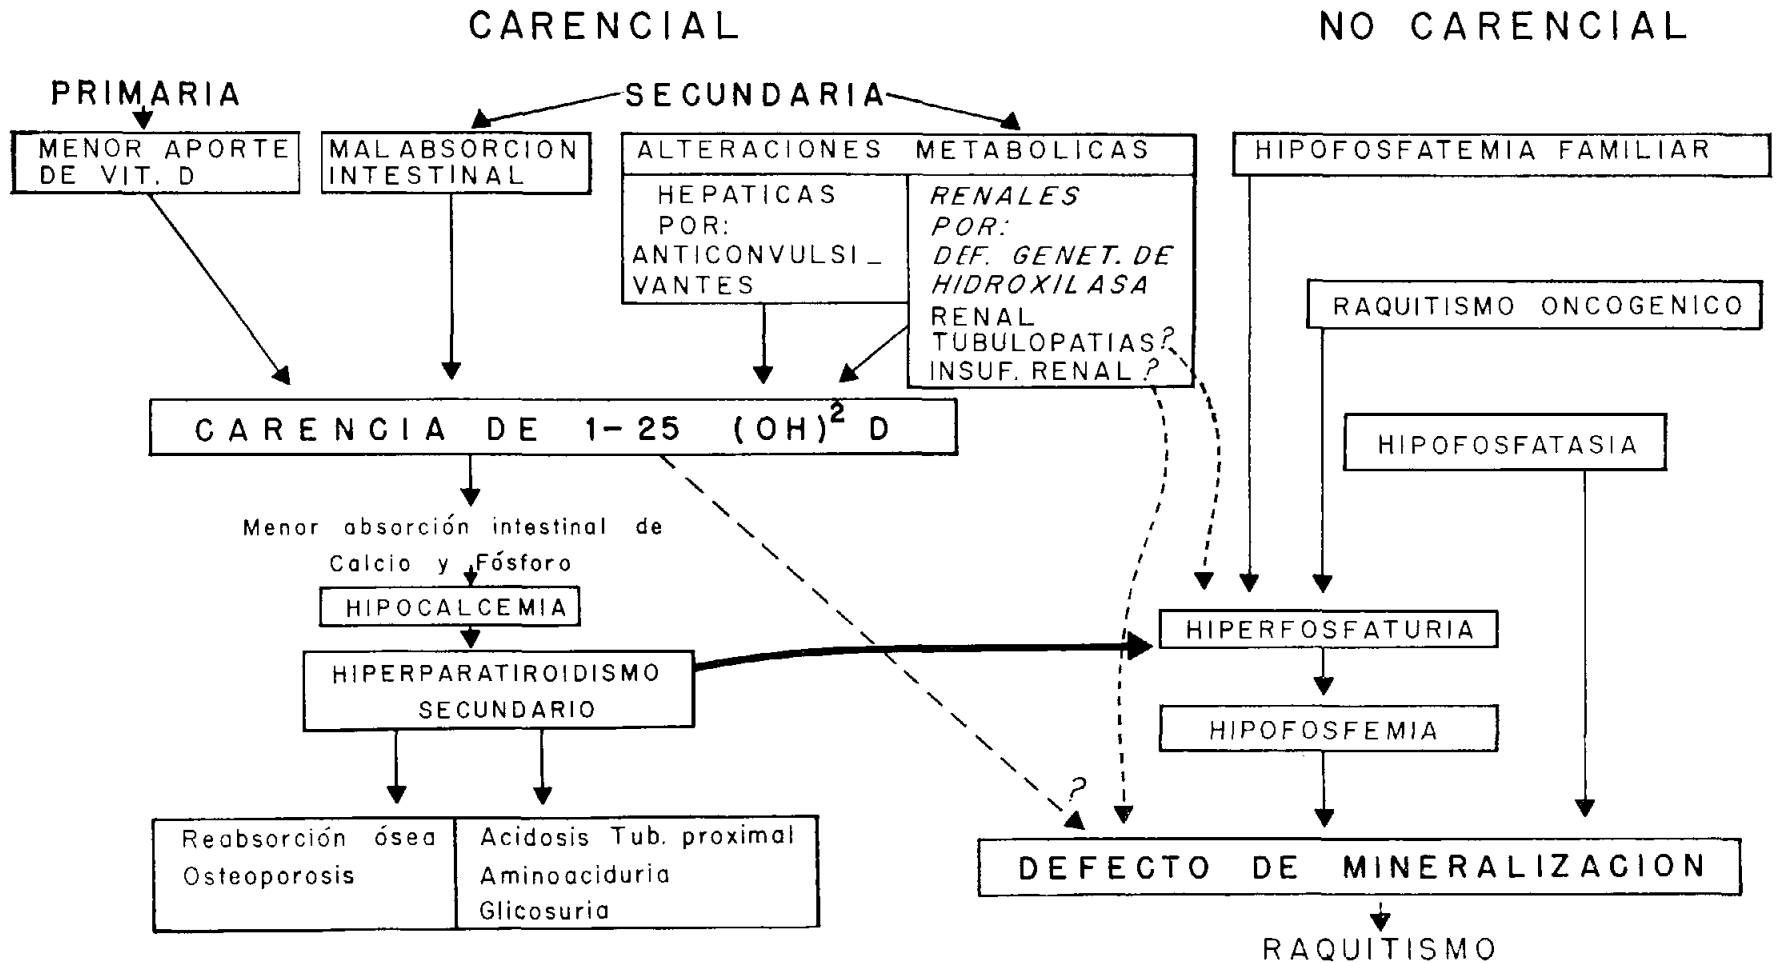 CARENCIAL
NO CARENCIAL
PRIMARIA
SECUNDARIA
MENOR APORTE
DE VIT. D
MALABSORCION
INTESTINAL
ALTERACIONES METABOLICAS
HEPATICAS
POR:
ANTICONVULSI_
VANTES
RENALES
POR:
DEF. GENET. DE
HIDROXILASA
RENAL
TUBULOPATIAS?
INSUF. RENAL ?
HIPOFOSFATEMIA FAMILIAR
RAQUITISMO ONCOGENICO
HIPOFOSFATASIA
CARENCIA DE 1-25 (OH)² D
Menor absorción intestinal de
Calcio y Fósforo
HIPOCALCEMIA
HIPERPARATIROIDISMO
SECUNDARIO
HIPERFOSFATURIA
HIPOFOSFEMIA
?
Reabsorción ósea
Osteoporosis
Acidosis Tub. proximal
Aminoaciduria
Glicosuria
DEFECTO DE MINERALIZACION
RAQUITISMO